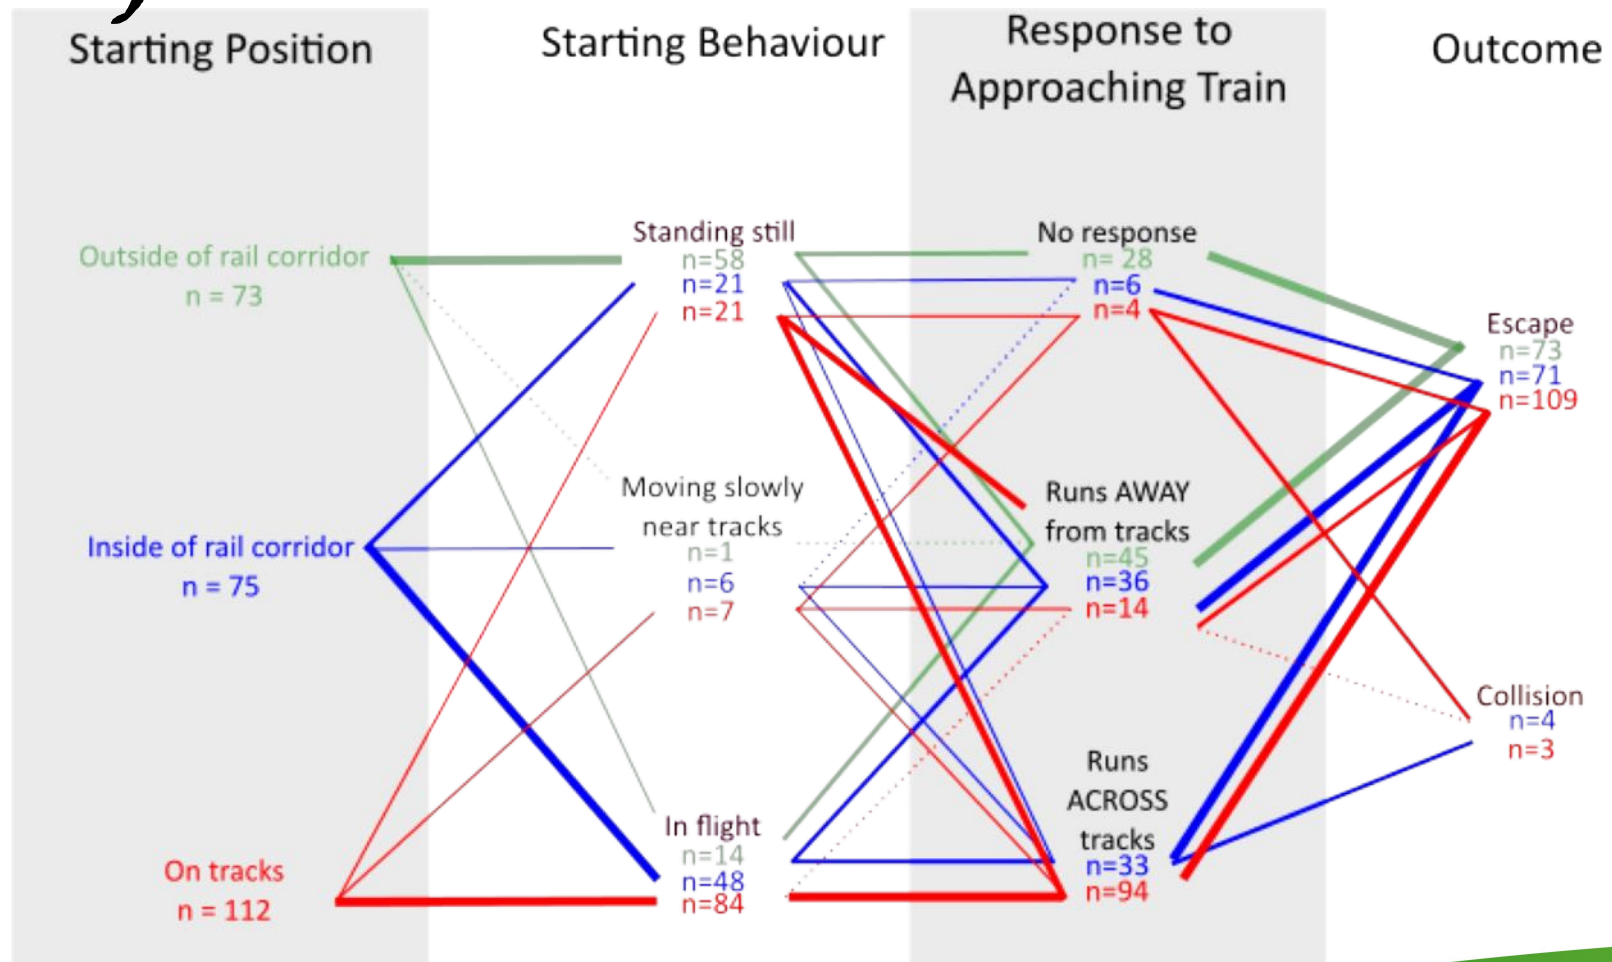 Starting Position
Starting Behaviour
Response to
Approaching Train
Outcome
Outside of rail corridor
n = 73
Inside of rail corridor
n = 75
On tracks
n = 112
Standing still
n=58
n=21
n=21
Moving slowly
near tracks
n=1
n=6
n=7
In flight
n=14
n=48
n=84
No response
n= 28
n=6
n=4
Runs AWAY
from tracks
n=45
n=36
n=14
Runs
ACROSS
tracks
n=33
n=94
Escape
n=73
n=71
n=109
Collision
n=4
n=3